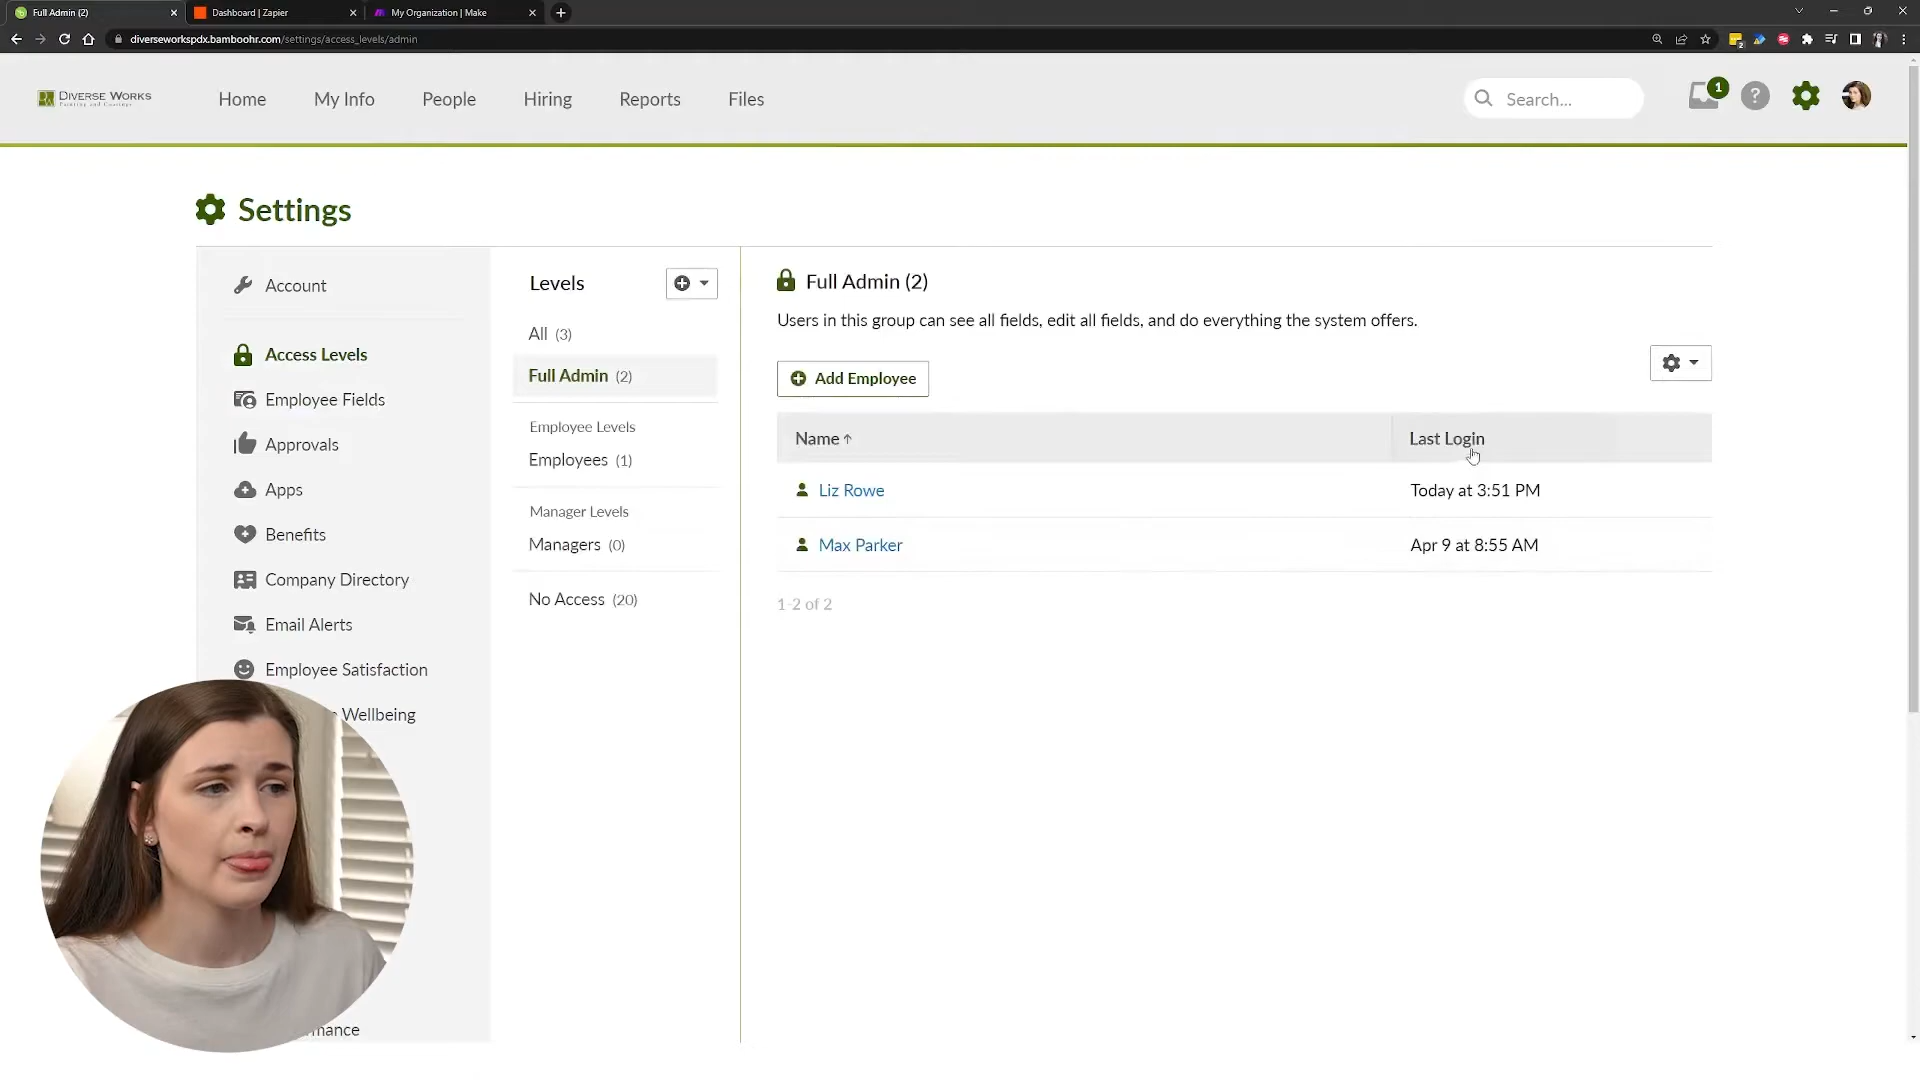 Full Admin (2)
Dashboard | Zapier
My Organization | Make
diverseworkspdx.bamboohr.com/settings/access_levels/admin
2
DIVERSE WORKS
Painting and Coatings
Home
My Info
People
Hiring
Reports
Files
Search...
1
?
Settings
Account
Access Levels
Employee Fields
Approvals
Apps
Benefits
Company Directory
Email Alerts
Employee Satisfaction
Wellbeing
mance
Levels
All (3)
Full Admin (2)
Employee Levels
Employees (1)
Manager Levels
Managers (0)
No Access (20)
Full Admin (2)
Users in this group can see all fields, edit all fields, and do everything the system offers.
Add Employee
Name ↑
Last Login
Liz Rowe
Today at 3:51 PM
Max Parker
Apr 9 at 8:55 AM
1-2 of 2